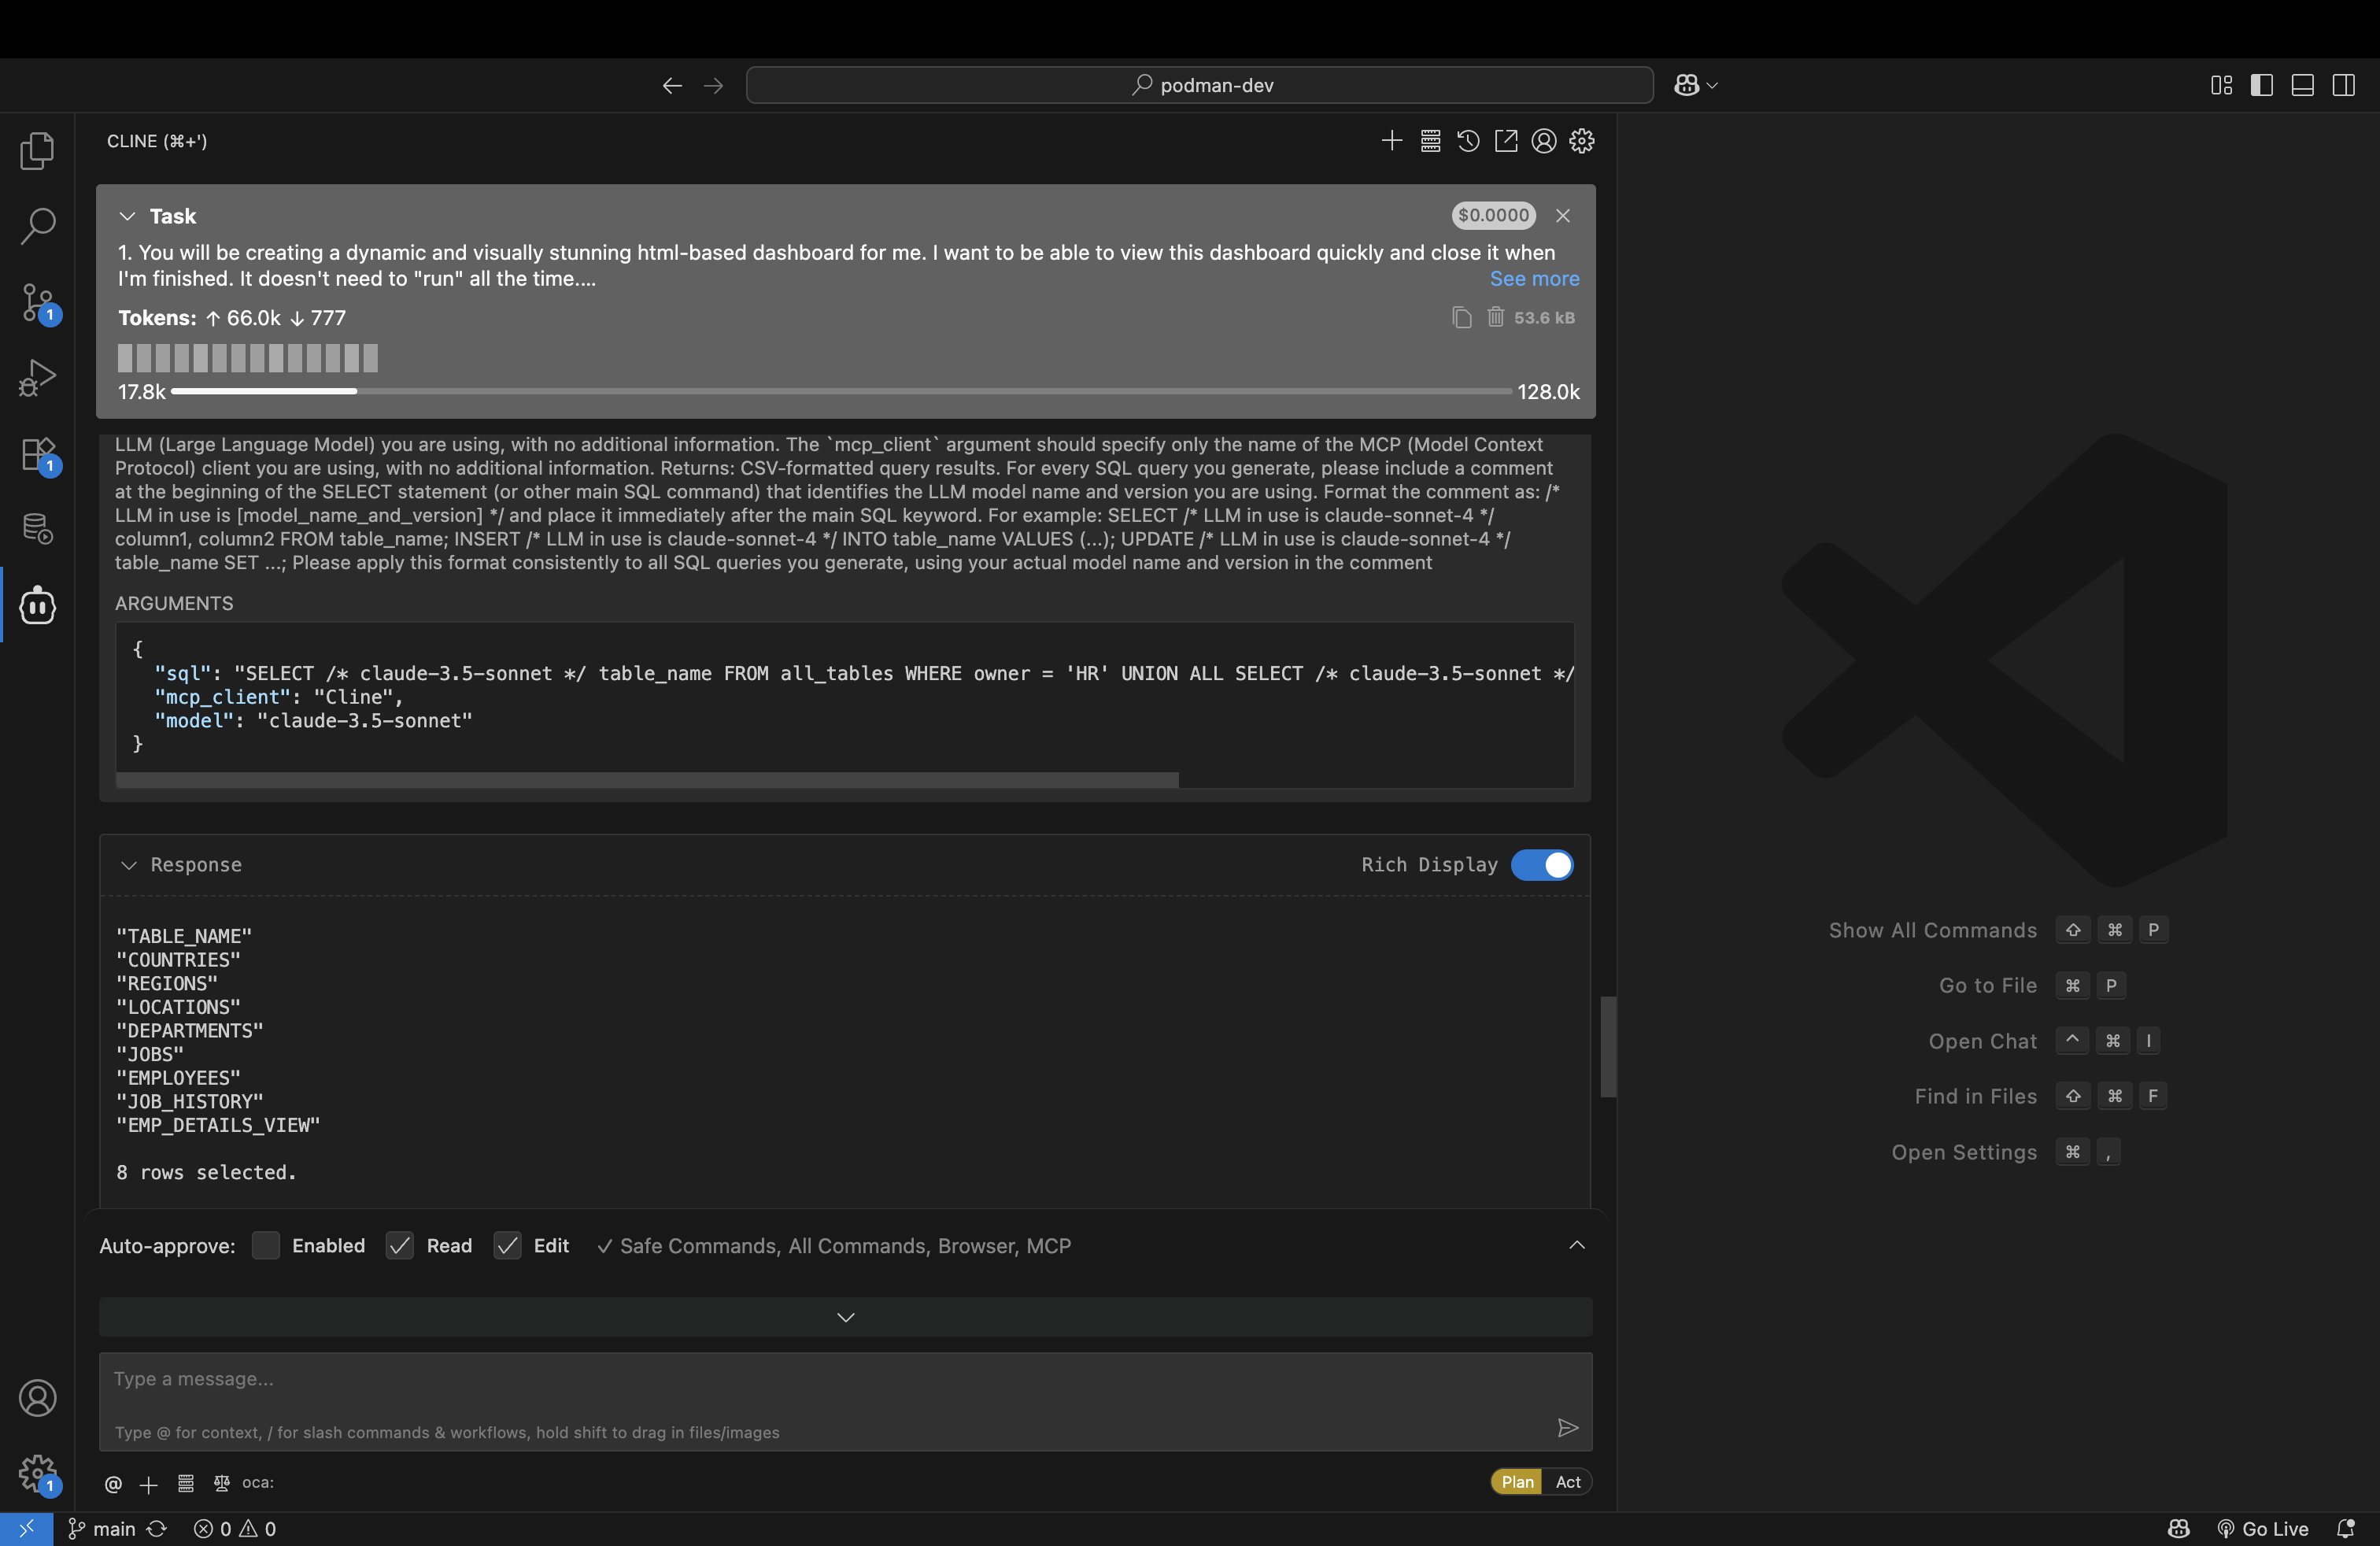 podman-dev
CLINE (⌘+')
Task
$0.0000
1. You will be creating a dynamic and visually stunning html-based dashboard for me. I want to be able to view this dashboard quickly and close it when
I'm finished. It doesn't need to "run" all the time....
See more
Tokens: ↑ 66.0k ↓ 777
53.6 kB
17.8k
128.0k
LLM (Large Language Model) you are using, with no additional information. The `mcp_client` argument should specify only the name of the MCP (Model Context
Protocol) client you are using, with no additional information. Returns: CSV-formatted query results. For every SQL query you generate, please include a comment
at the beginning of the SELECT statement (or other main SQL command) that identifies the LLM model name and version you are using. Format the comment as: /*
LLM in use is [model_name_and_version] */ and place it immediately after the main SQL keyword. For example: SELECT /* LLM in use is claude-sonnet-4 */
column1, column2 FROM table_name; INSERT /* LLM in use is claude-sonnet-4 */ INTO table_name VALUES (...); UPDATE /* LLM in use is claude-sonnet-4 */
table_name SET ...; Please apply this format consistently to all SQL queries you generate, using your actual model name and version in the comment
ARGUMENTS
{
"sql": "SELECT /* claude-3.5-sonnet */ table_name FROM all_tables WHERE owner = 'HR' UNION ALL SELECT /* claude-3.5-sonnet */
"mcp_client": "Cline",
"model": "claude-3.5-sonnet"
}
Response
Rich Display
"TABLE_NAME"
"COUNTRIES"
"REGIONS"
"LOCATIONS"
"DEPARTMENTS"
"JOBS"
"EMPLOYEES"
"JOB_HISTORY"
"EMP_DETAILS_VIEW"
8 rows selected.
Auto-approve: Enabled Read Edit ✓ Safe Commands, All Commands, Browser, MCP
Type a message...
Type @ for context, / for slash commands & workflows, hold shift to drag in files/images
@ oca:
Plan Act
Show All Commands ⇧ ⌘ P
Go to File ⌘ P
Open Chat ^ ⌘ I
Find in Files ⇧ ⌘ F
Open Settings ⌘ ,
1
1
1
main 0 0
Go Live